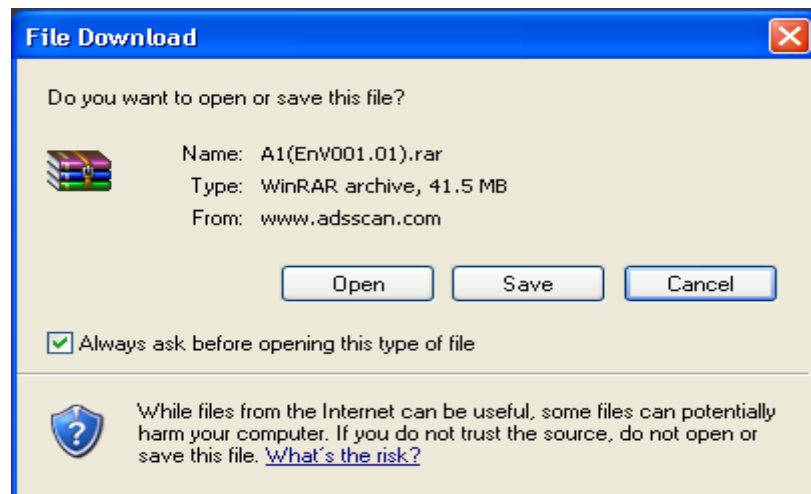 File Download
Do you want to open or save this file?
Name: A1(EnV001.01).rar
Type: WinRAR archive, 41.5 MB
From: www.adsscan.com
Open Save Cancel
Always ask before opening this type of file
While files from the Internet can be useful, some files can potentially
harm your computer. If you do not trust the source, do not open or
save this file. What's the risk?